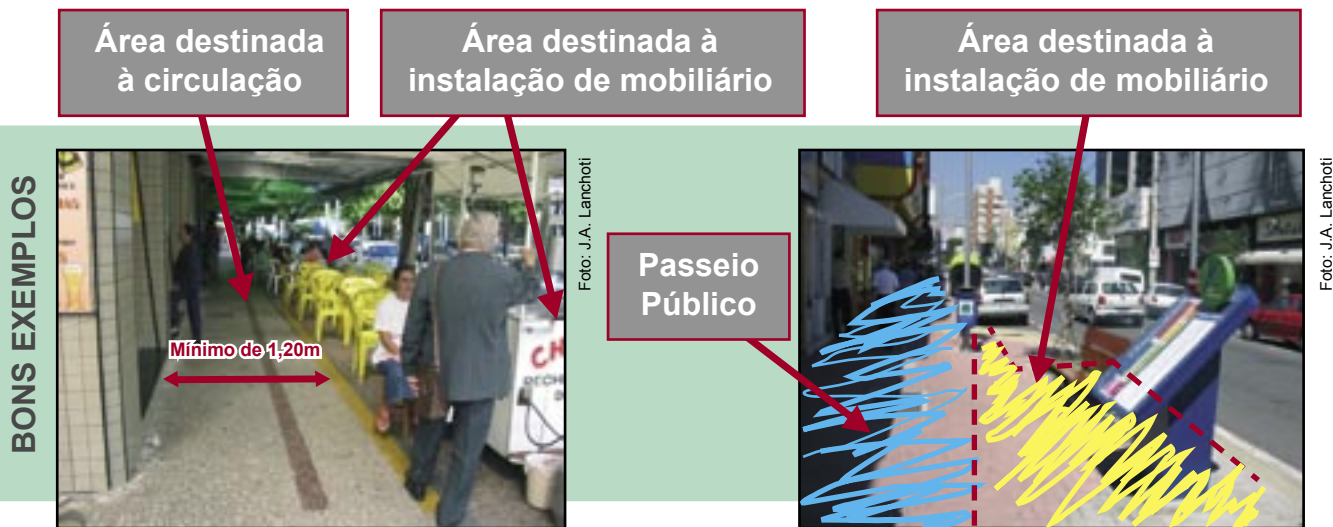 Área destinada
à circulação
Área destinada à
instalação de mobiliário
Área destinada à
instalação de mobiliário
BONS EXEMPLOS
Mínimo de 1,20m
Foto: J.A. Lanchoti
Passeio
Público
Foto: J.A. Lanchoti
CH